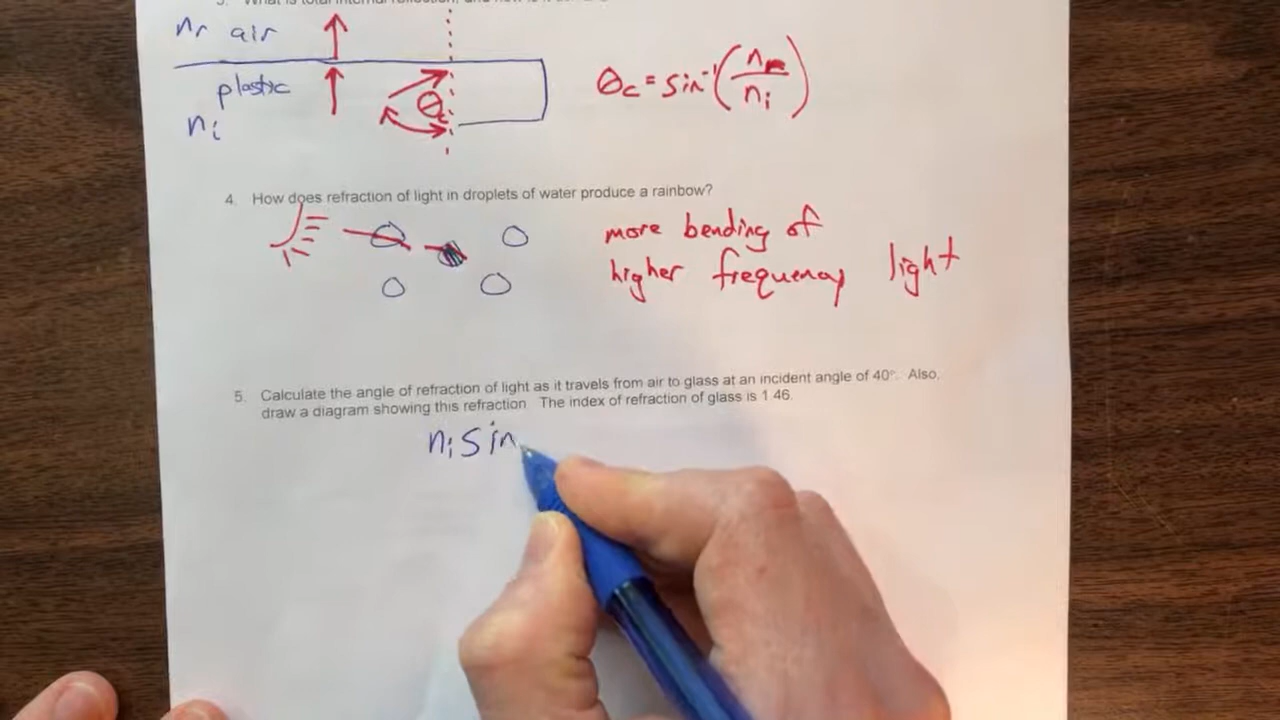 nr air
plastic
ni
θc = sin⁻¹(nr/ni)
θc
4. How does refraction of light in droplets of water produce a rainbow?
more bending of
higher frequency light
5. Calculate the angle of refraction of light as it travels from air to glass at an incident angle of 40°. Also,
draw a diagram showing this refraction. The index of refraction of glass is 1.46.
ni sin